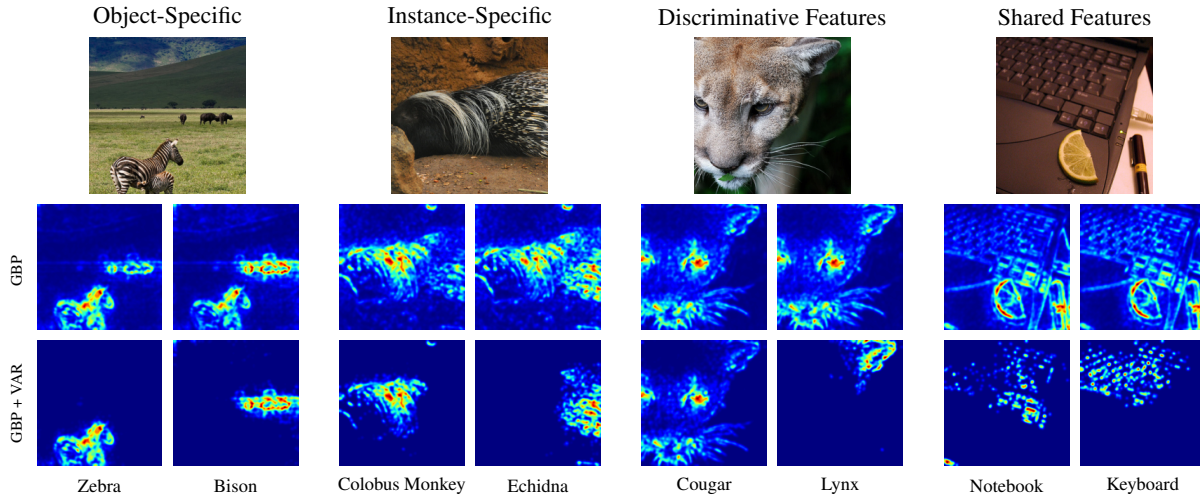 Object-Specific Instance-Specific Discriminative Features Shared Features
GBP
GBP + VAR
Zebra Bison Colobus Monkey Echidna Cougar Lynx Notebook Keyboard